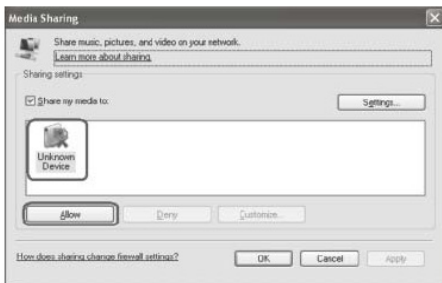 Media Sharing
Share music, pictures, and video on your network.
Learn more about sharing
Sharing settings
Share my media to:
Settings...
Unknown
Device
Allow
Deny
Customize...
How does sharing change firewall settings?
OK
Cancel
Apply